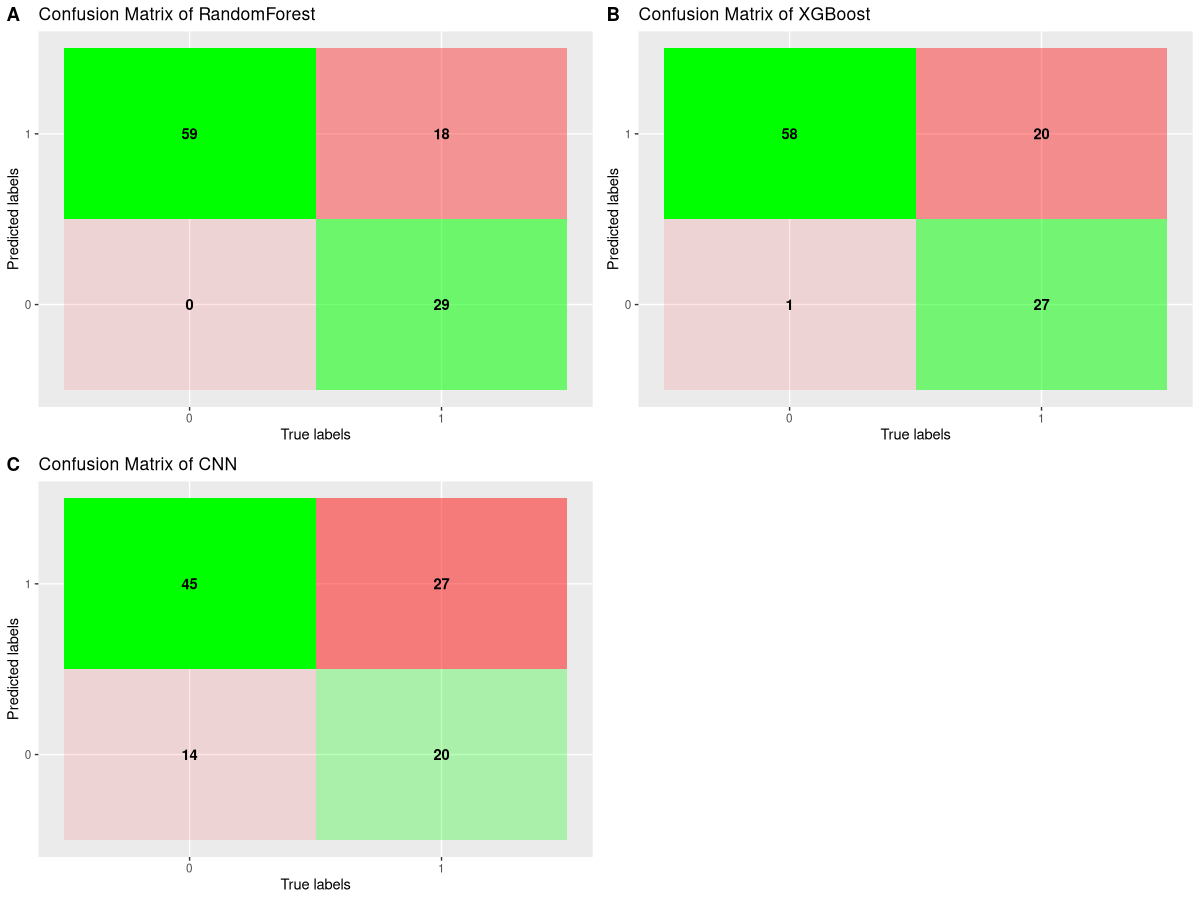 A Confusion Matrix of RandomForest
Predicted labels
1
59
18
0
0
29
0
1
True labels
B Confusion Matrix of XGBoost
Predicted labels
1
58
20
0
1
27
0
1
True labels
C Confusion Matrix of CNN
Predicted labels
1
45
27
0
14
20
0
1
True labels